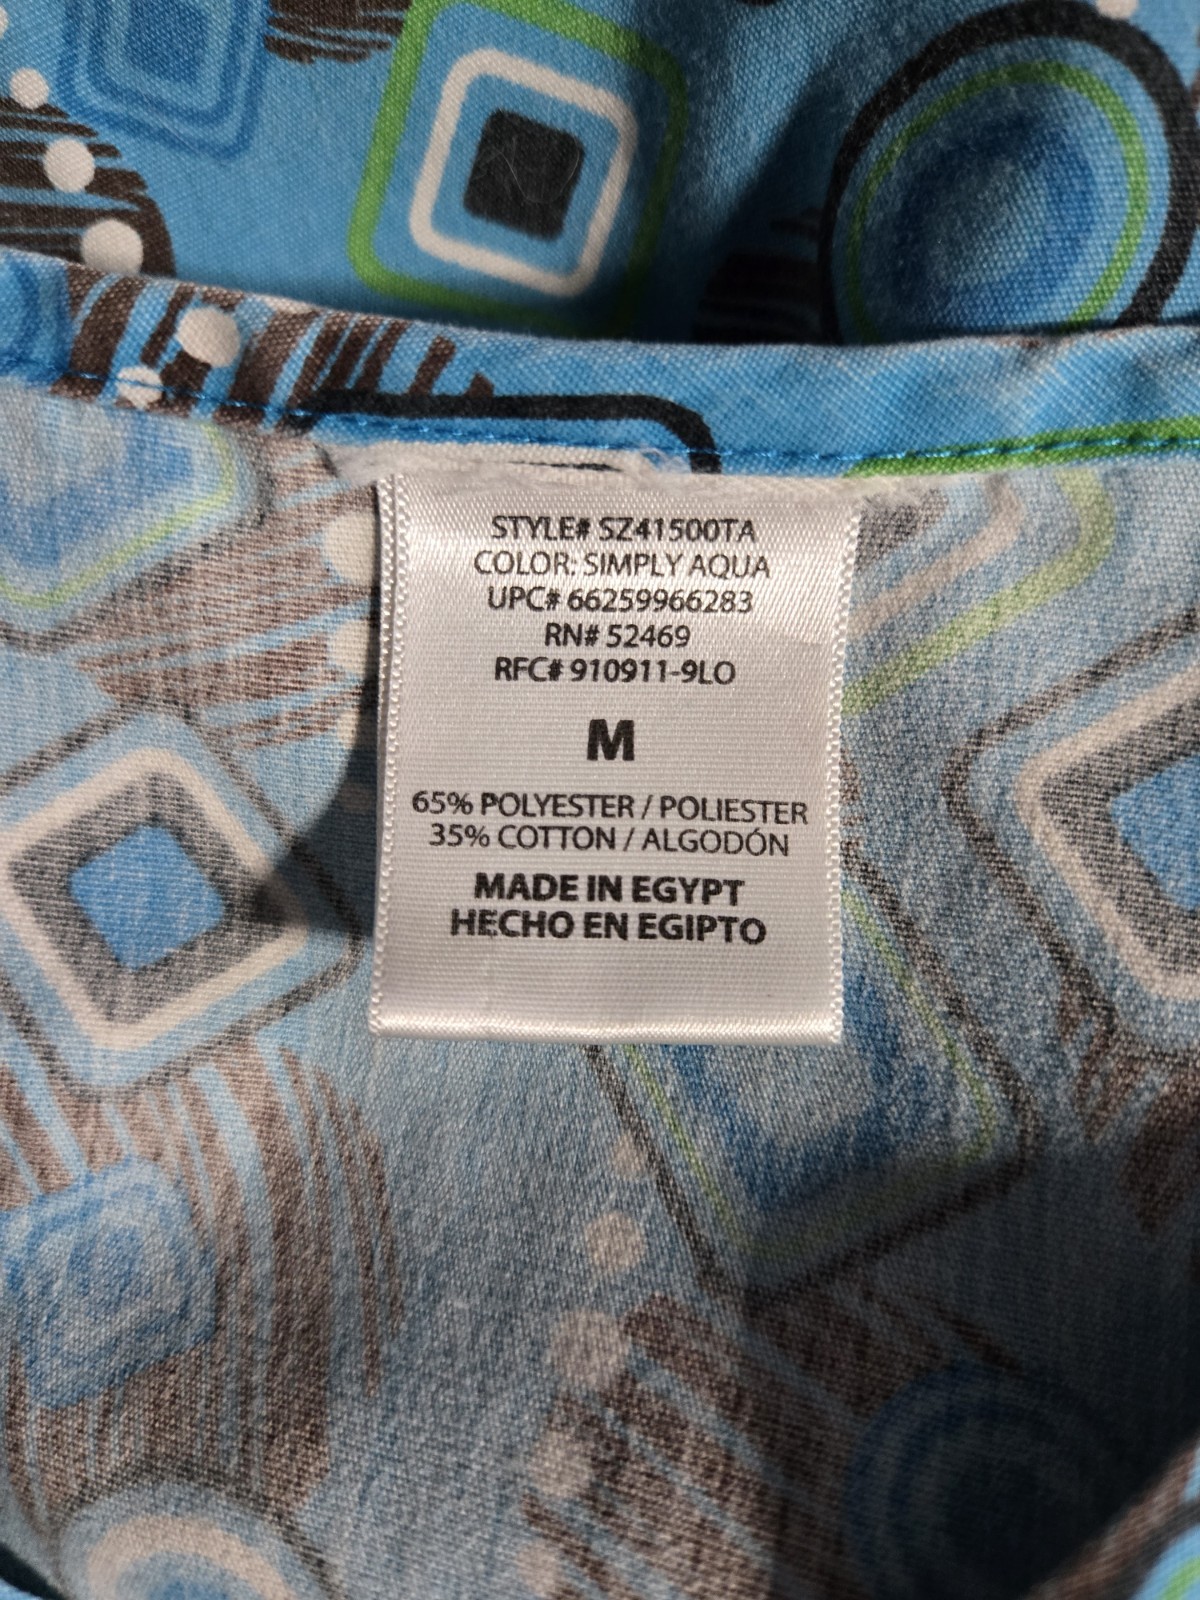 STYLE# SZ41500TA
COLOR: SIMPLY AQUA
UPC# 66259966283
RN# 52469
RFC# 910911-9LO
M
65% POLYESTER / POLIESTER
35% COTTON / ALGODÓN
MADE IN EGYPT
HECHO EN EGIPTO